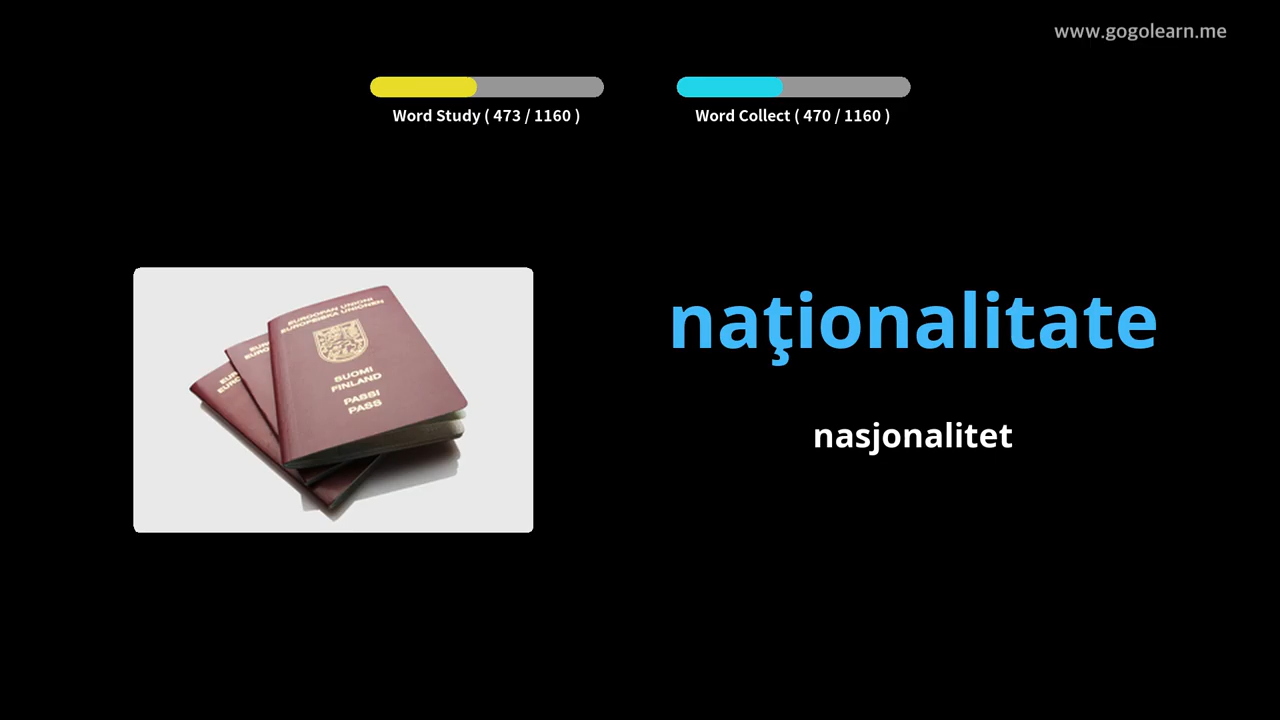 www.gogolearn.me
Word Study ( 473 / 1160 )
Word Collect ( 470 / 1160 )
EUROOPAN UNIONI
EUROPEISKA UNIONEN
SUOMI
FINLAND
PASSI
PASS
naţionalitate
nasjonalitet